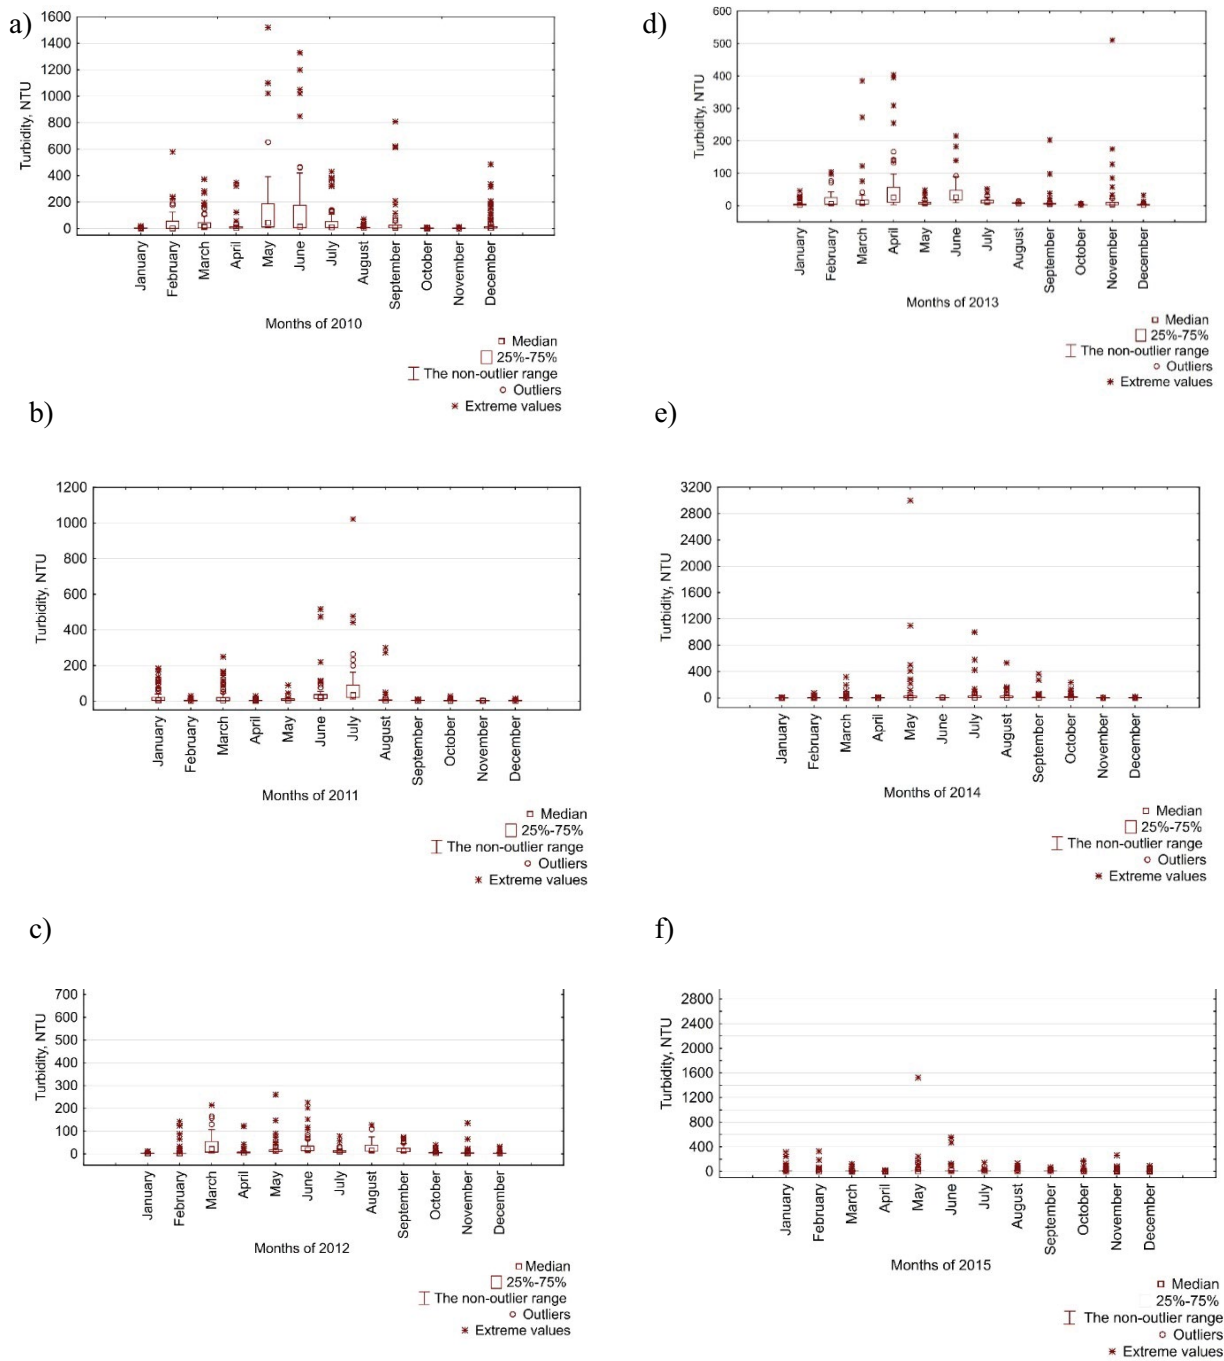 a)
1600
1400
1200
1000
800
600
400
200
0
Turbidity, NTU
January
February
March
April
May
June
July
August
September
October
November
December
Months of 2010
Median
25%-75%
The non-outlier range
Outliers
Extreme values
b)
1200
1000
800
600
400
200
0
Turbidity, NTU
January
February
March
April
May
June
July
August
September
October
November
December
Months of 2011
Median
25%-75%
The non-outlier range
Outliers
Extreme values
c)
700
500
400
300
200
100
0
Turbidity, NTU
January
February
March
April
May
June
July
August
September
October
November
December
Months of 2012
Median
25%-75%
The non-outlier range
Outliers
Extreme values
d)
600
500
400
300
200
100
0
Turbidity, NTU
January
February
March
April
May
June
July
August
September
October
November
December
Months of 2013
Median
25%-75%
The non-outlier range
Outliers
Extreme values
e)
3200
2800
2400
2000
1600
1200
800
400
0
Turbidity, NTU
January
February
March
April
May
June
July
August
September
October
November
December
Months of 2014
Median
25%-75%
The non-outlier range
Outliers
Extreme values
f)
2800
2400
2000
1600
1200
800
400
0
Turbidity, NTU
January
February
March
April
May
June
July
August
September
October
November
December
Months of 2015
Median
25%-75%
The non-outlier range
Outliers
Extreme values